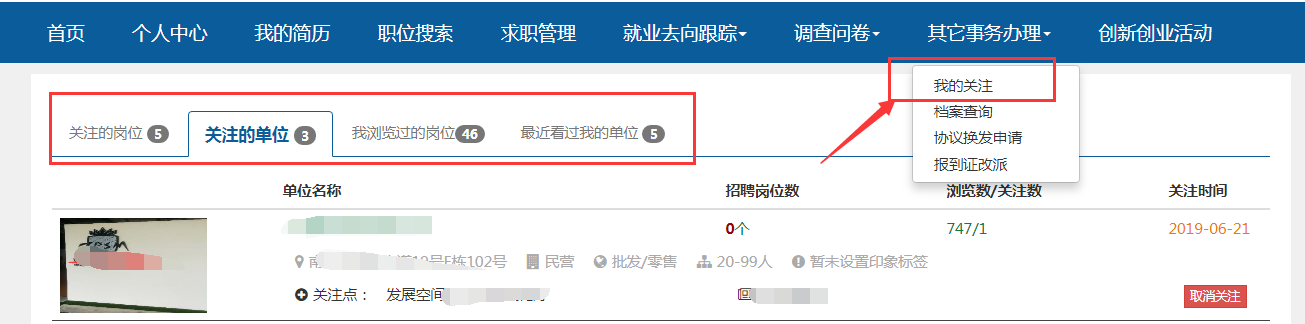 首页 个人中心 我的简历 职位搜索 求职管理 就业去向跟踪 调查问卷 其它事务办理 创新创业活动
我的关注
档案查询
协议换发申请
报到证改派
关注的岗位 5 关注的单位 3 我浏览过的岗位 46 最近看过我的单位 5
单位名称 招聘岗位数 浏览数/关注数 关注时间
0个 747/1 2019-06-21
号E栋102号 民营 批发/零售 20-99人 暂未设置印象标签
关注点： 发展空间 取消关注